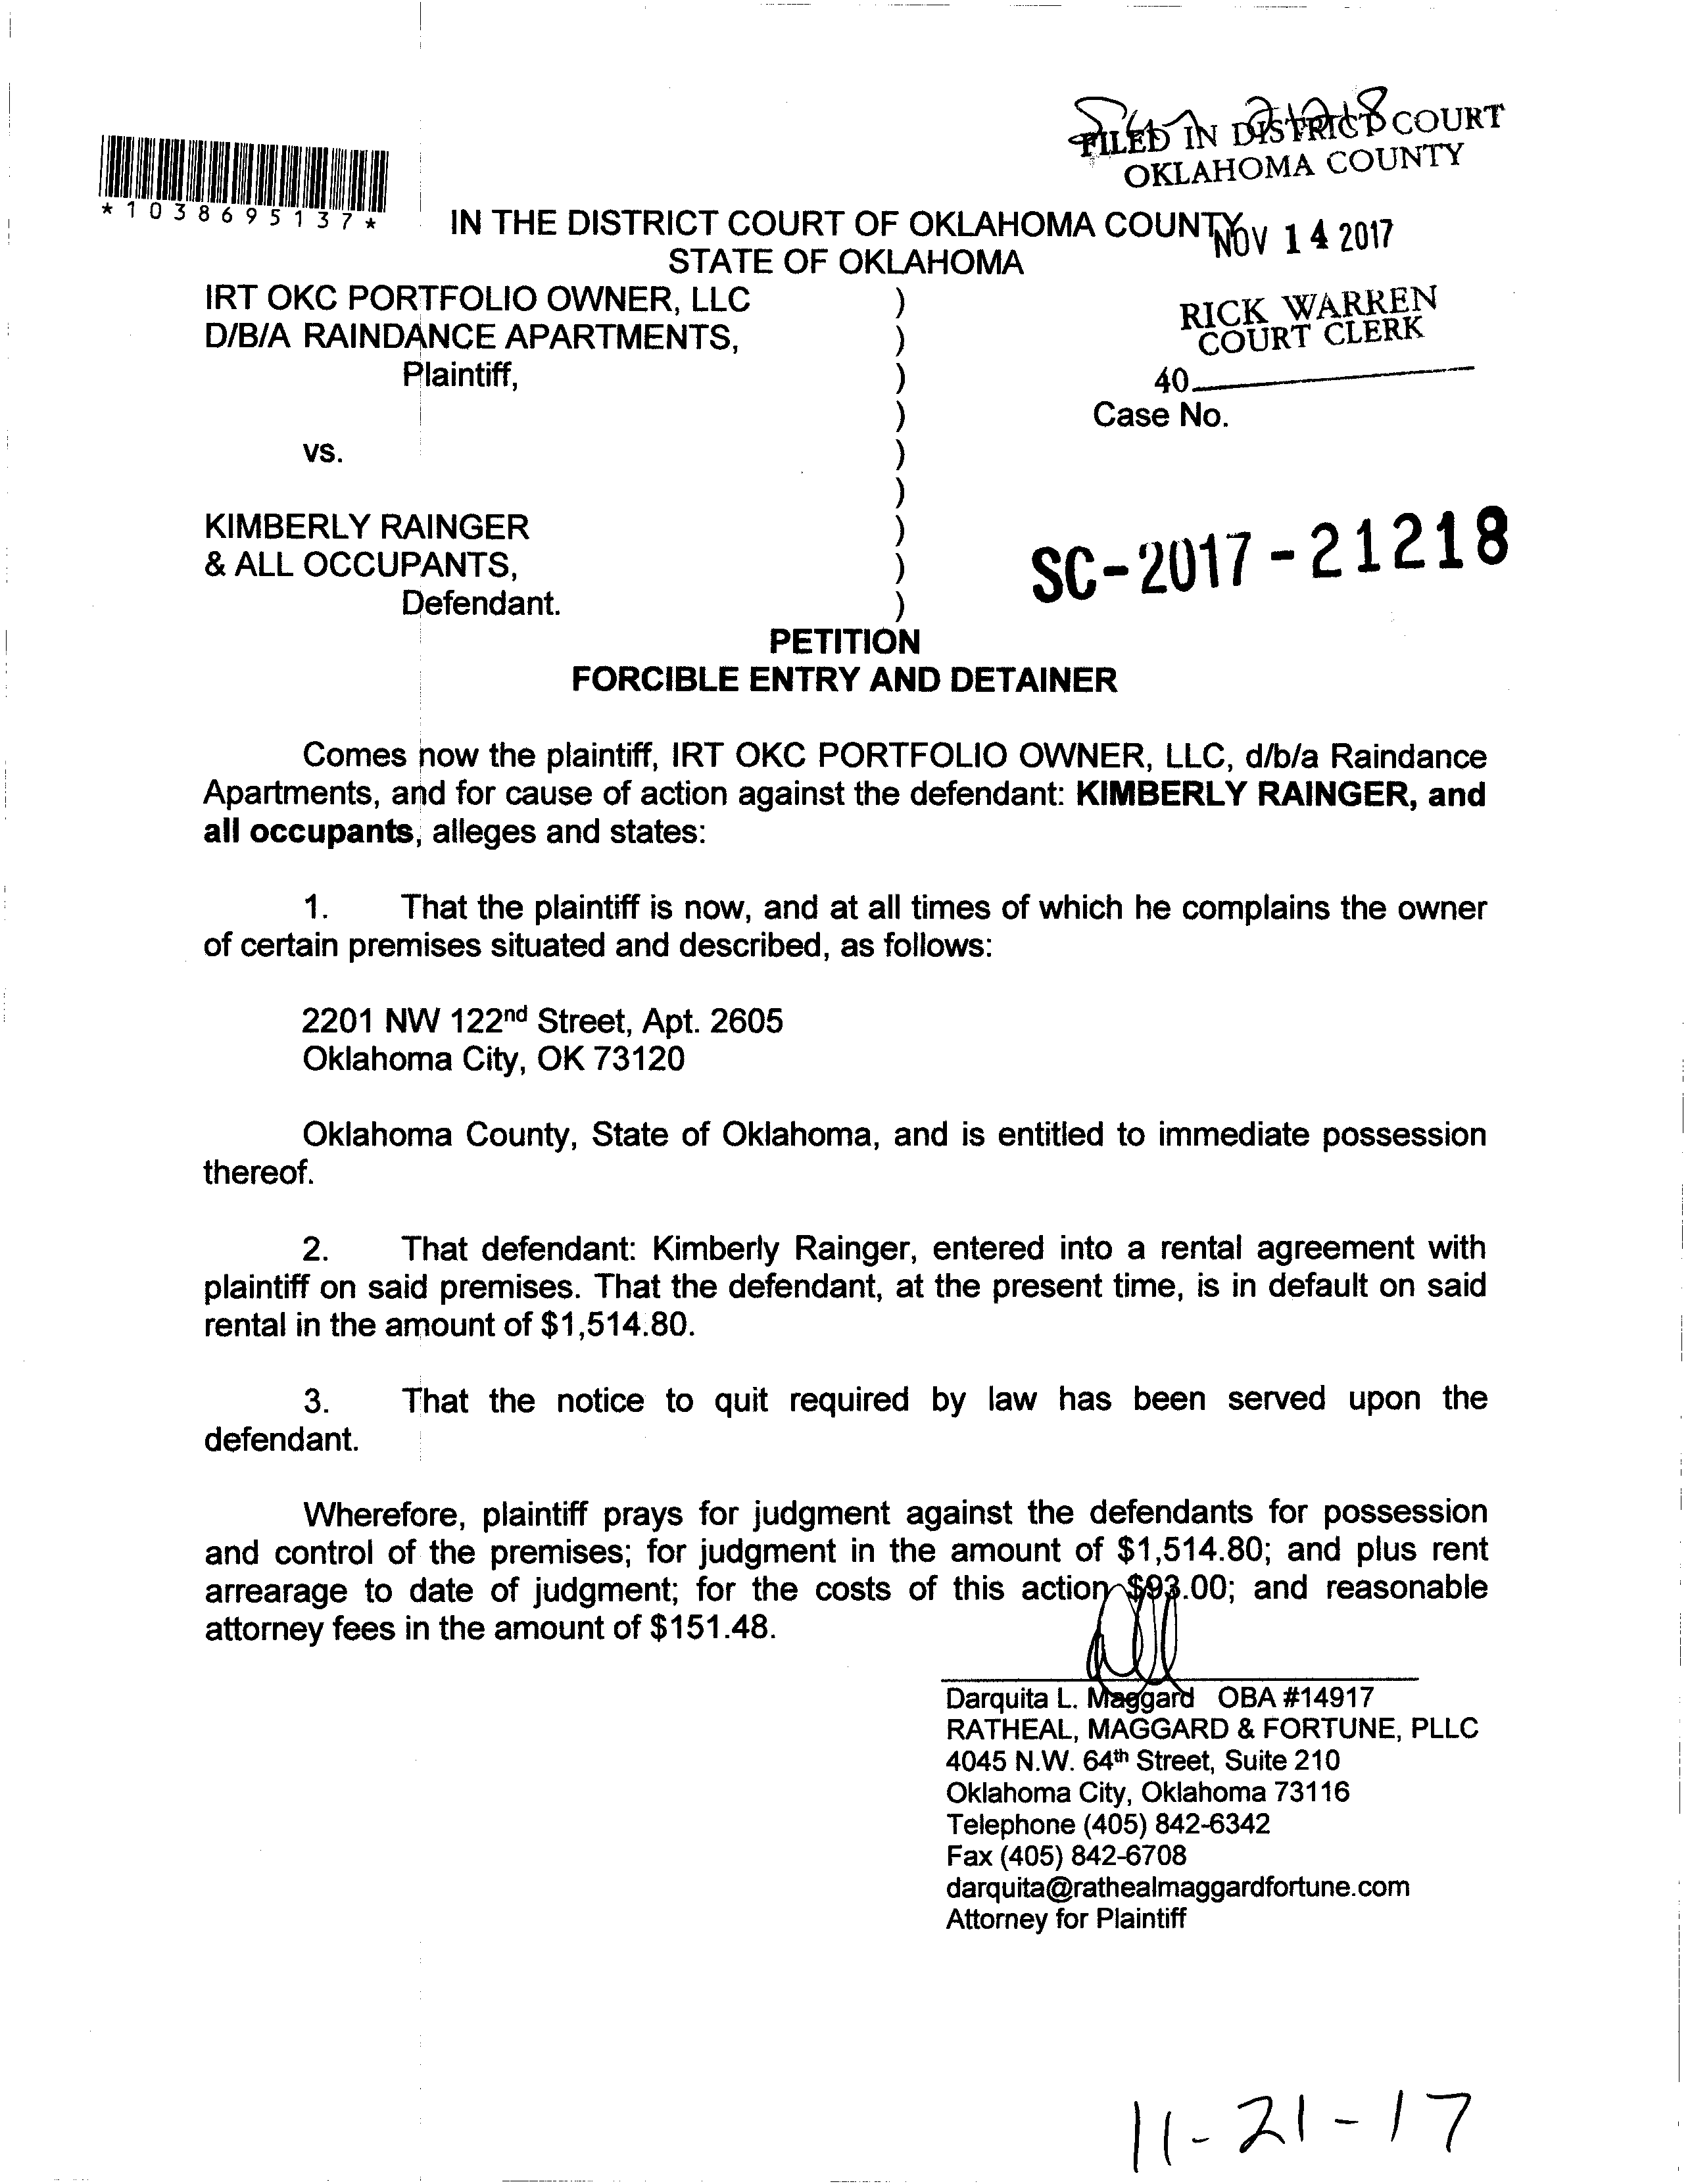 FILED IN DISTRICT COURT
OKLAHOMA COUNTY
*1038695137*
IN THE DISTRICT COURT OF OKLAHOMA COUNTY
NOV 14 2017
STATE OF OKLAHOMA
IRT OKC PORTFOLIO OWNER, LLC )
D/B/A RAINDANCE APARTMENTS, )
RICK WARREN
COURT CLERK
Plaintiff, )
40
) Case No.
vs. )
)
KIMBERLY RAINGER )
& ALL OCCUPANTS, )
SC-2017-21218
Defendant. )
PETITION
FORCIBLE ENTRY AND DETAINER
Comes now the plaintiff, IRT OKC PORTFOLIO OWNER, LLC, d/b/a Raindance
Apartments, and for cause of action against the defendant: KIMBERLY RAINGER, and
all occupants, alleges and states:
1. That the plaintiff is now, and at all times of which he complains the owner
of certain premises situated and described, as follows:
2201 NW 122nd Street, Apt. 2605
Oklahoma City, OK 73120
Oklahoma County, State of Oklahoma, and is entitled to immediate possession
thereof.
2. That defendant: Kimberly Rainger, entered into a rental agreement with
plaintiff on said premises. That the defendant, at the present time, is in default on said
rental in the amount of $1,514.80.
3. That the notice to quit required by law has been served upon the
defendant.
Wherefore, plaintiff prays for judgment against the defendants for possession
and control of the premises; for judgment in the amount of $1,514.80; and plus rent
arrearage to date of judgment; for the costs of this action $93.00; and reasonable
attorney fees in the amount of $151.48.
Darquita L. Maggard OBA #14917
RATHEAL, MAGGARD & FORTUNE, PLLC
4045 N.W. 64th Street, Suite 210
Oklahoma City, Oklahoma 73116
Telephone (405) 842-6342
Fax (405) 842-6708
darquita@rathealmaggardfortune.com
Attorney for Plaintiff
11-21-17